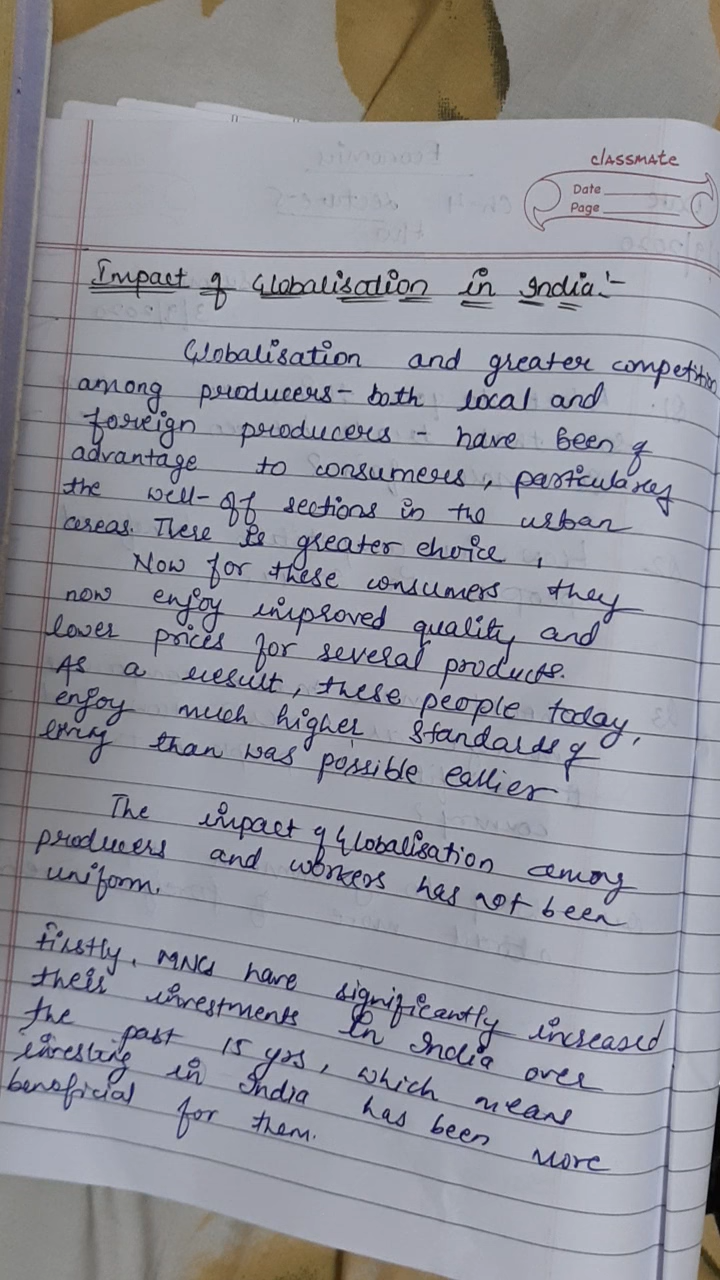 classmate
Date
Page
Impact of Globalisation in India:-
Globalisation and greater competition
among producers- both local and
foreign producers - have been of
advantage to consumers, particularly
the well-off sections in the urban
areas. There is greater choice,
Now for these consumers they
now enjoy improved quality and
lower prices for several products.
As a result, these people today,
enjoy much higher standards of
than was possible earlier
The impact of Globalisation among
producers and workers has not been
uniform.
Firstly, MNCs have significantly increased
their investments in India over
the past 15 yrs, which means
investing in India has been more
beneficial for them.